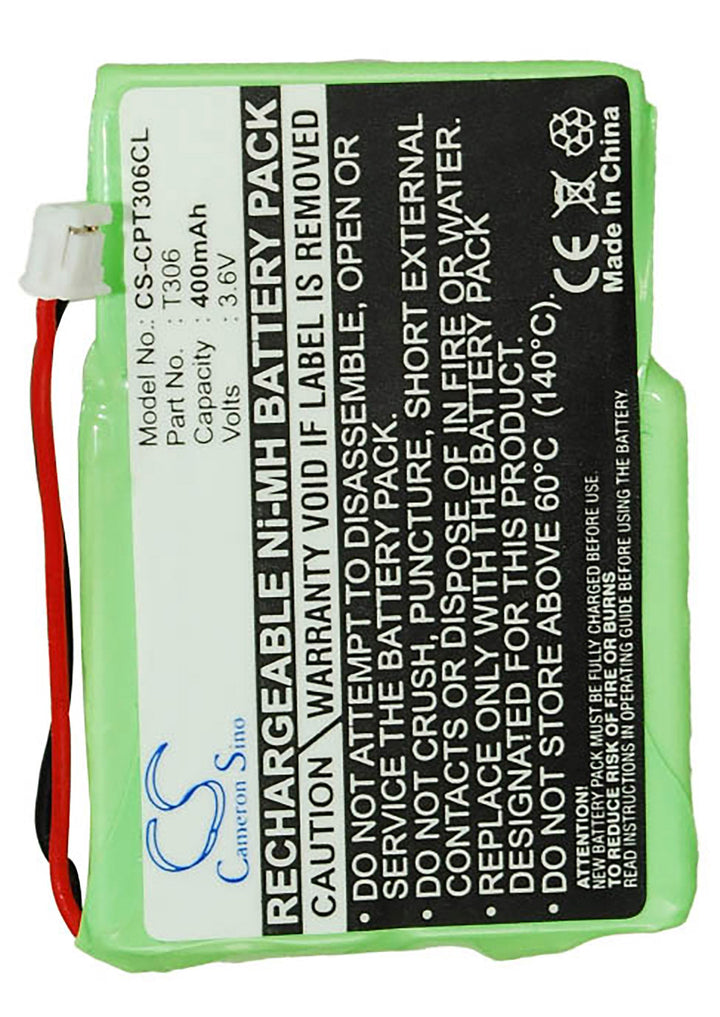 CS
Cameron Sino
Model No.: CS-CPT306CL
Part No. : T306
Capacity : 400mAh
Volts : 3.6V
RECHARGEABLE Ni-MH BATTERY PACK
CAUTION WARRANTY VOID IF LABEL IS REMOVED
• DO NOT ATTEMPT TO DISASSEMBLE, OPEN OR
SERVICE THE BATTERY PACK.
• DO NOT CRUSH, PUNCTURE, SHORT EXTERNAL
CONTACTS OR DISPOSE OF IN FIRE OR WATER.
• REPLACE ONLY WITH THE BATTERY PACK
DESIGNATED FOR THIS PRODUCT.
• DO NOT STORE ABOVE 60°C (140°C).
CE
Made in China
ATTENTION:
NEW BATTERY PACK MUST BE FULLY CHARGED BEFORE USE.
TO REDUCE RISK OF FIRE OR BURNS
READ INSTRUCTIONS IN OPERATING GUIDE BEFORE USING THE BATTERY.